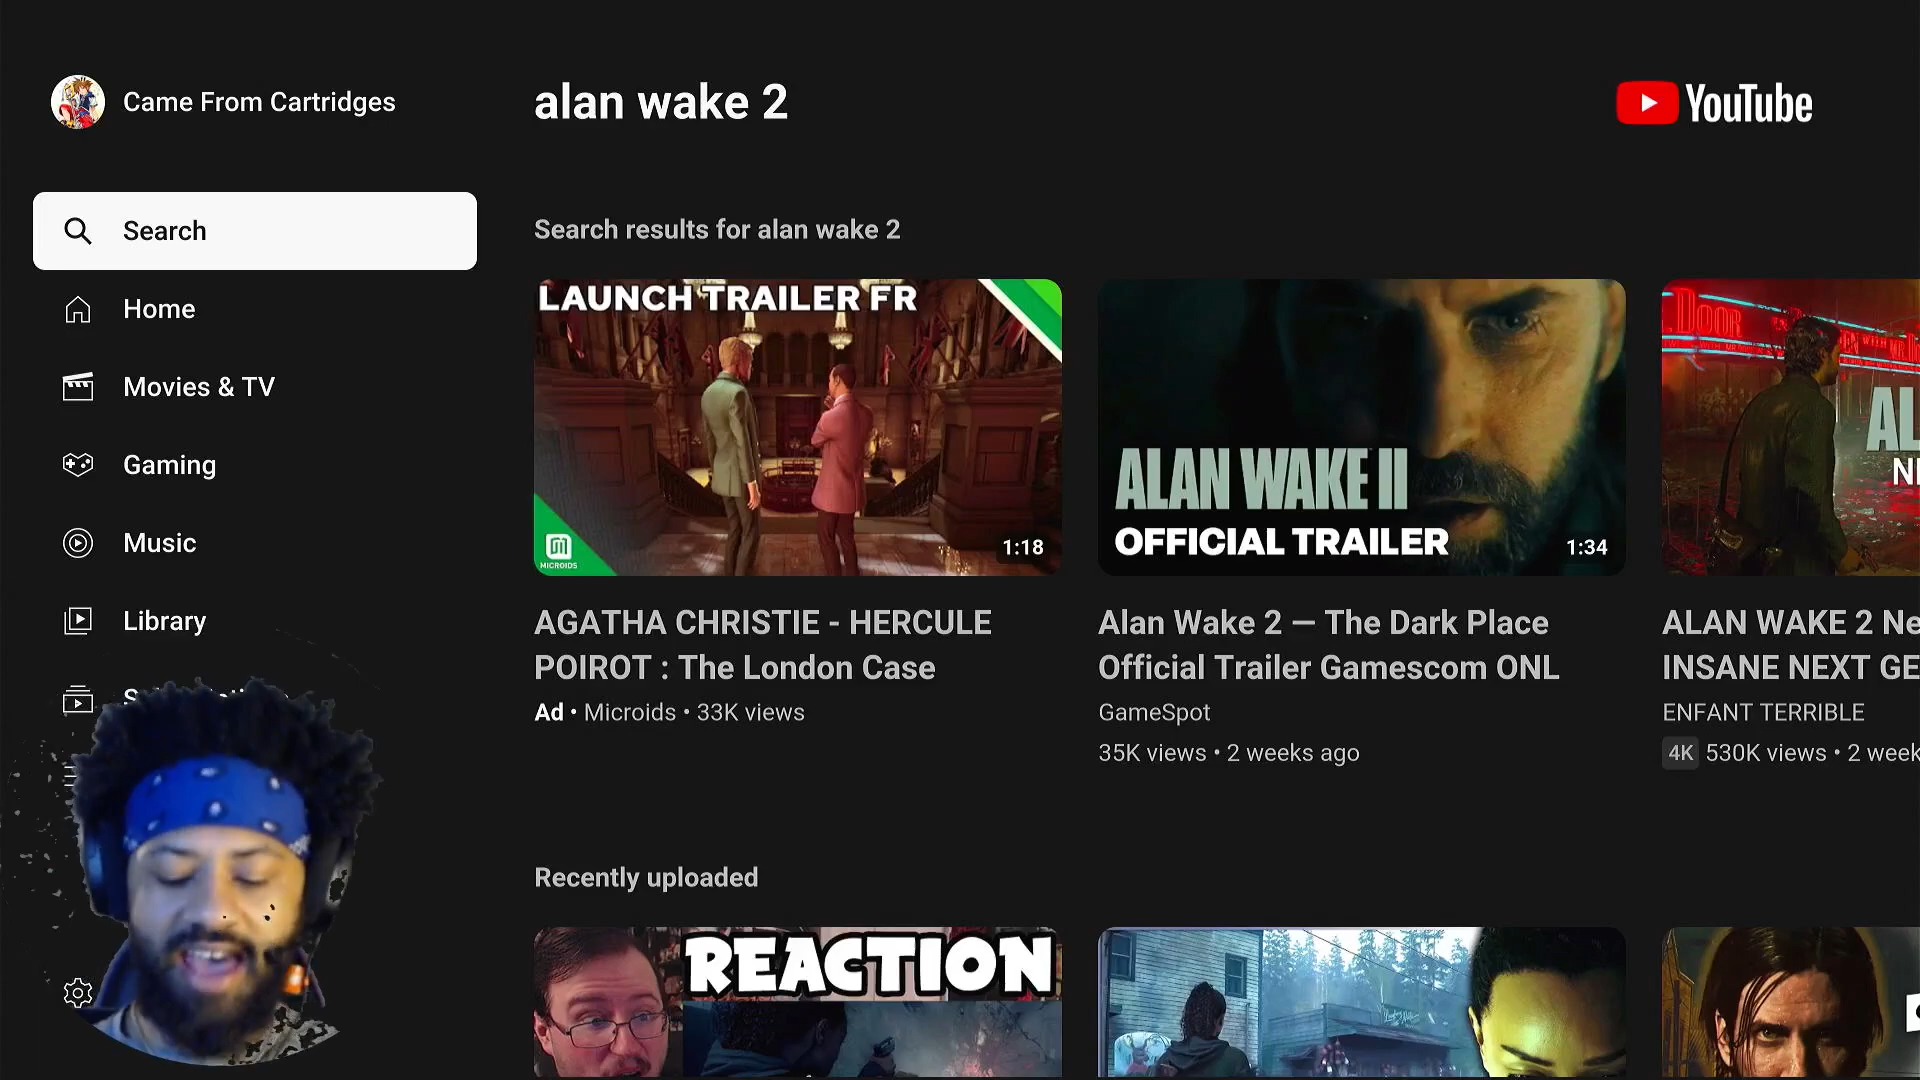 Came From Cartridges
alan wake 2
YouTube
Search
Home
Movies & TV
Gaming
Music
Library
Search results for alan wake 2
LAUNCH TRAILER FR
MICROIDS
1:18
AGATHA CHRISTIE - HERCULE
POIROT : The London Case
Ad • Microids • 33K views
ALAN WAKE II
OFFICIAL TRAILER
1:34
Alan Wake 2 — The Dark Place
Official Trailer Gamescom ONL
GameSpot
35K views • 2 weeks ago
DOOR
AL
ALAN WAKE 2 Ne
INSANE NEXT GE
ENFANT TERRIBLE
4K 530K views • 2 week
Recently uploaded
REACTION